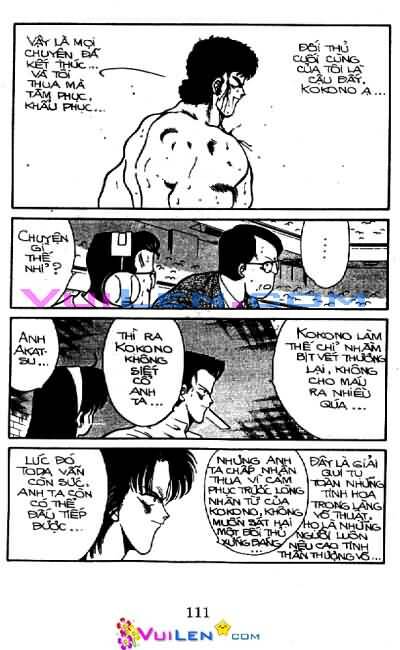 VẬY LÀ MỌI
CHUYỆN ĐÃ
KẾT THÚC...
VÀ TÔI
THUA MÀ
TÂM PHỤC,
KHẨU PHỤC...
ĐỐI THỦ
CUỐI CÙNG
CỦA TÔI LÀ
CẬU ĐẤY,
KOKONO Ạ...
CHUYỆN
GÌ
THẾ
NHỈ?
......
VUILEN.COM
ANH
AKAT-
SU...
THÌ RA
KOKONO
KHÔNG
SIẾT
CỔ
ANH
TA...
KOKONO LÀM
THẾ CHỈ NHẰM
BỊT VẾT THƯƠNG
LẠI, KHÔNG
CHO MÁU
RA NHIỀU
QUÁ...
LÚC ĐÓ
TODA VẪN
CÒN SỨC,
ANH TA CÒN
CÓ THỂ
ĐẤU TIẾP
ĐƯỢC...
NHƯNG ANH
TA CHẤP NHẬN
THUA VÌ CẢM
PHỤC TRƯỚC LÒNG
NHÂN TỪ CỦA
KOKONO, KHÔNG
MUỐN SÁT HẠI
MỘT ĐỐI THỦ
XỨNG ĐÁNG
...
ĐÂY LÀ GIẢI
QUI TỤ
TOÀN NHỮNG
TINH HOA
TRONG LÀNG
VÕ THUẬT,
HỌ LÀ NHỮNG
NGƯỜI LUÔN
NÊU CAO TINH
THẦN THƯỢNG VÕ...
111
VUILEN.COM